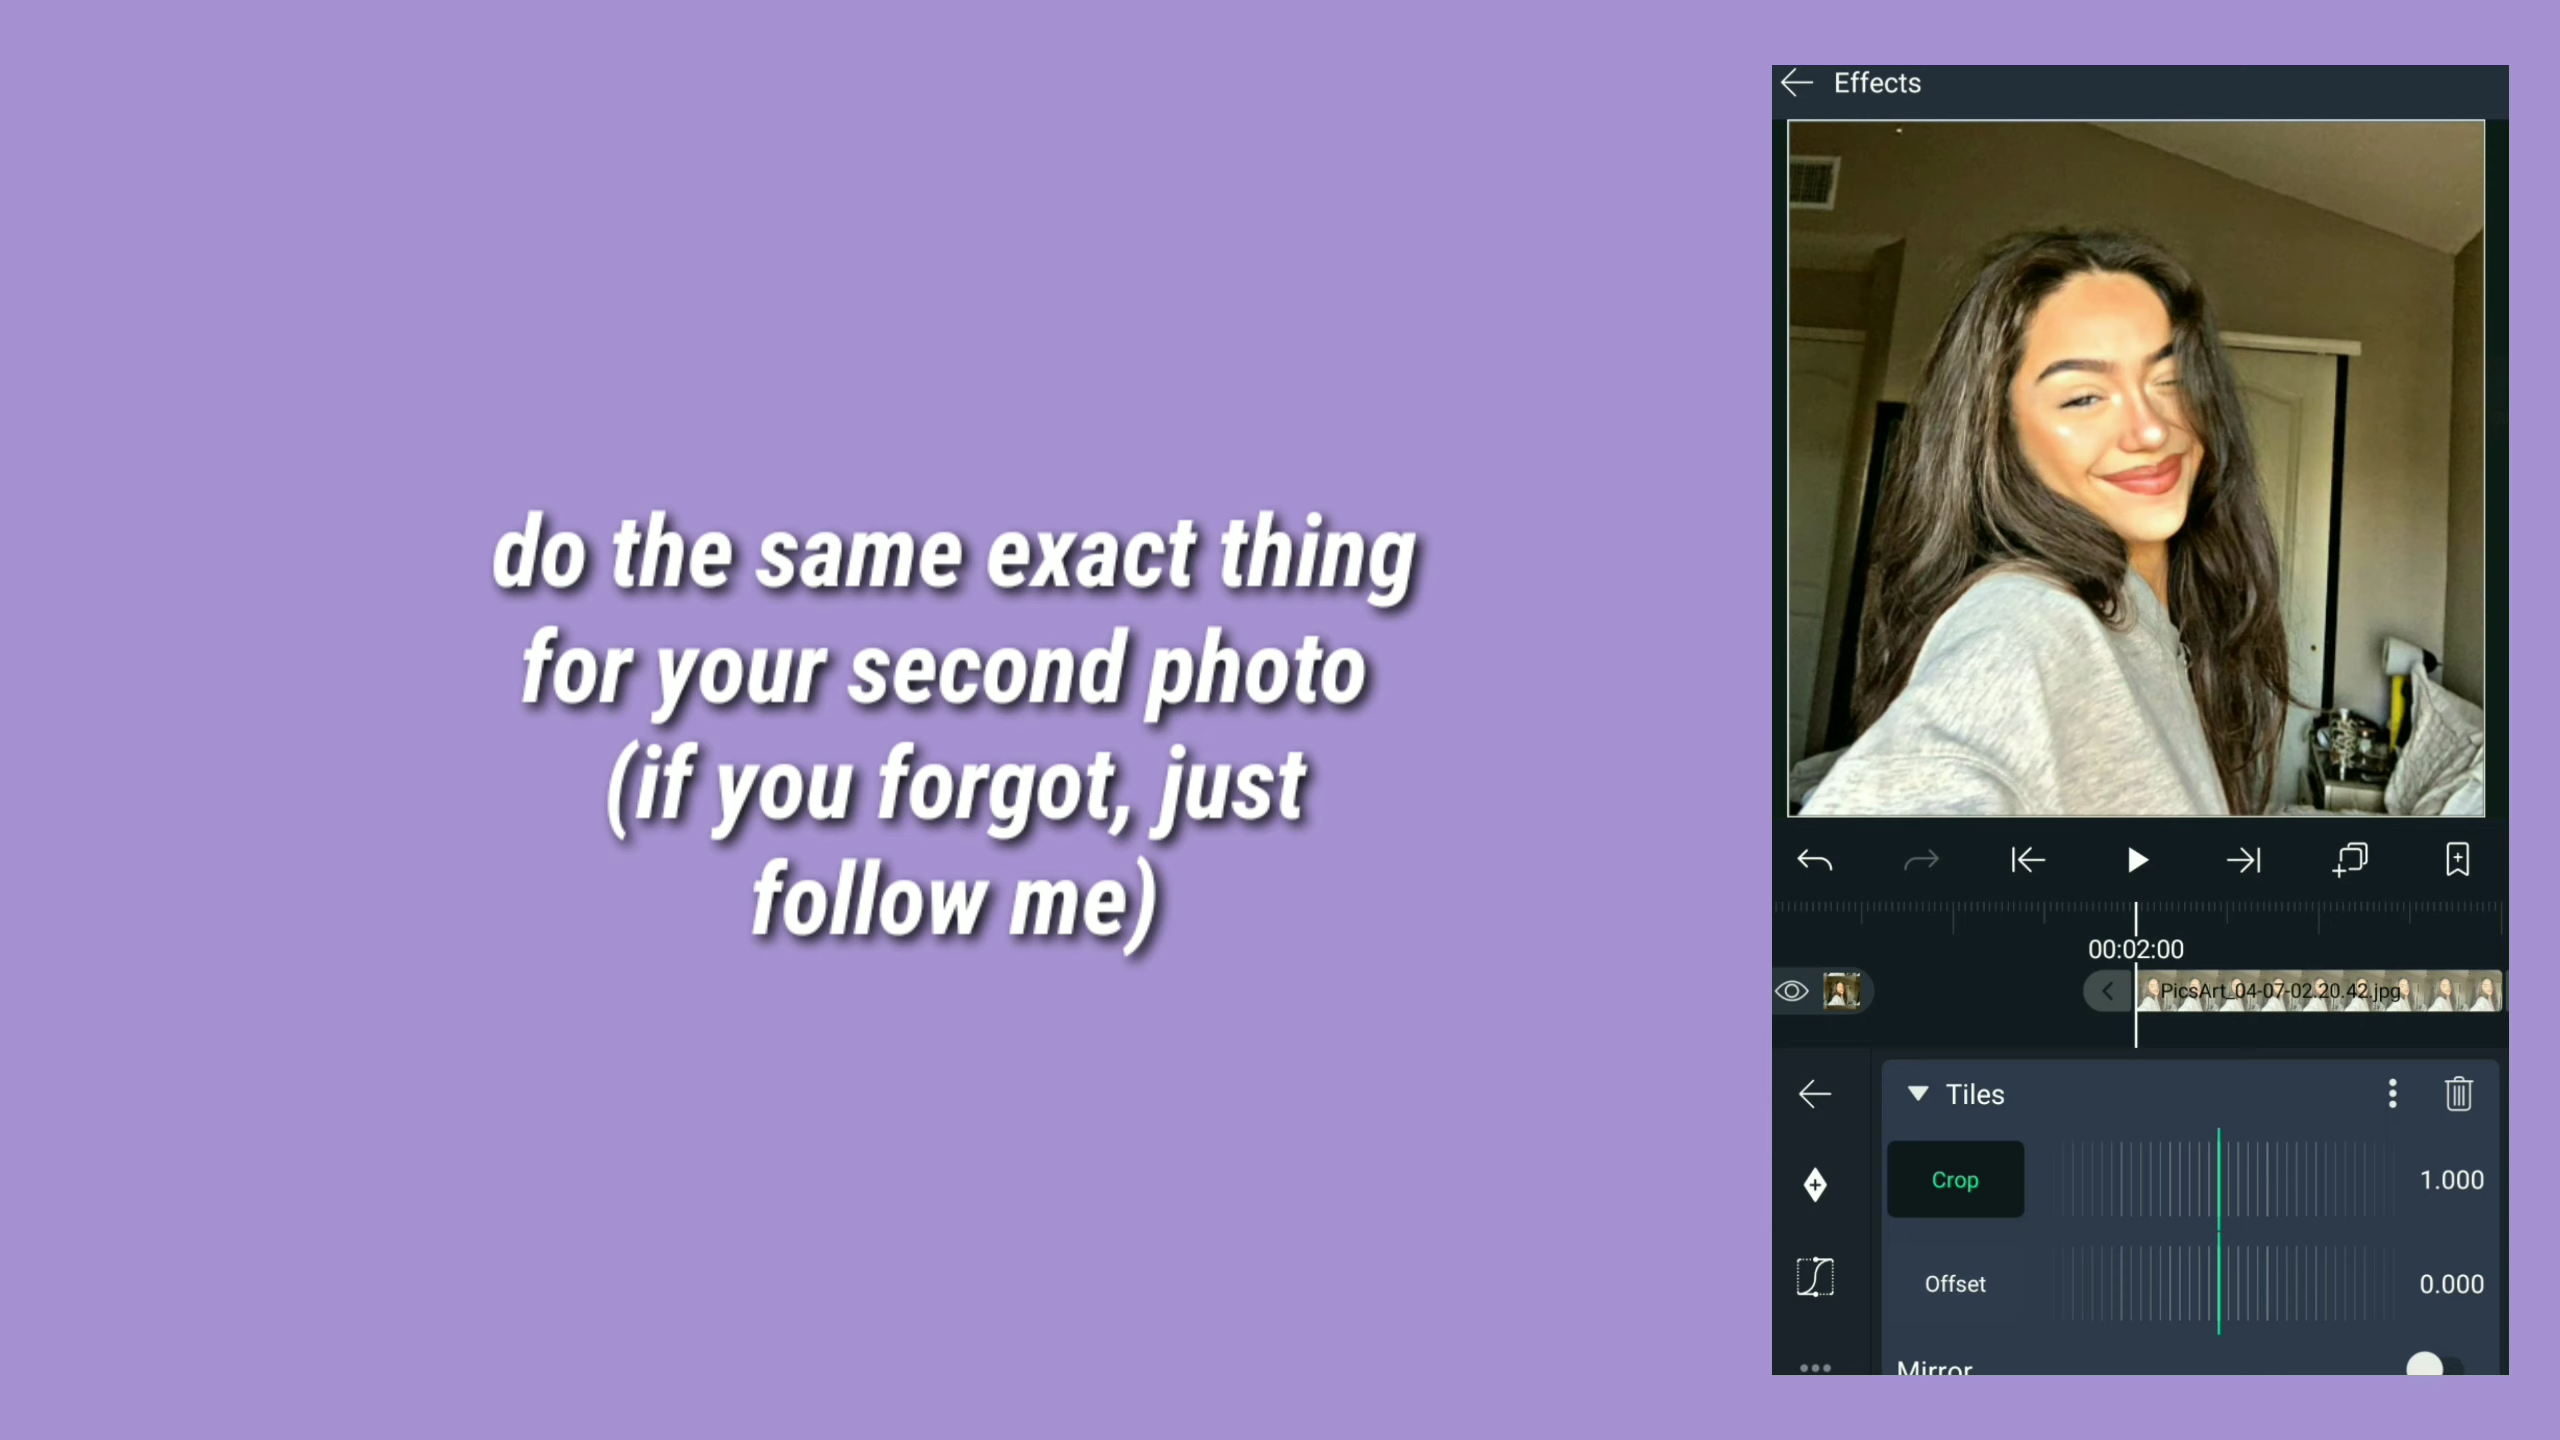 do the same exact thing
for your second photo
(if you forgot, just
follow me)
Effects
00:02:00
PicsArt_04-07-02.20.42.jpg
Tiles
Crop
1.000
Offset
0.000
Mirror